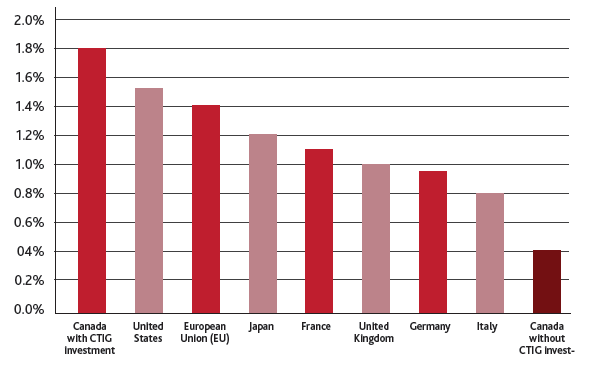 2.0%
1.8%
1.6%
1.4%
1.2%
1.0%
0.8%
0.6%
04%
0.2%
0.0%
Canada
with CTIG
investment
United
States
European
Union (EU)
Japan
France
United
Kingdom
Germany
Italy
Canada
without
CTIG invest-